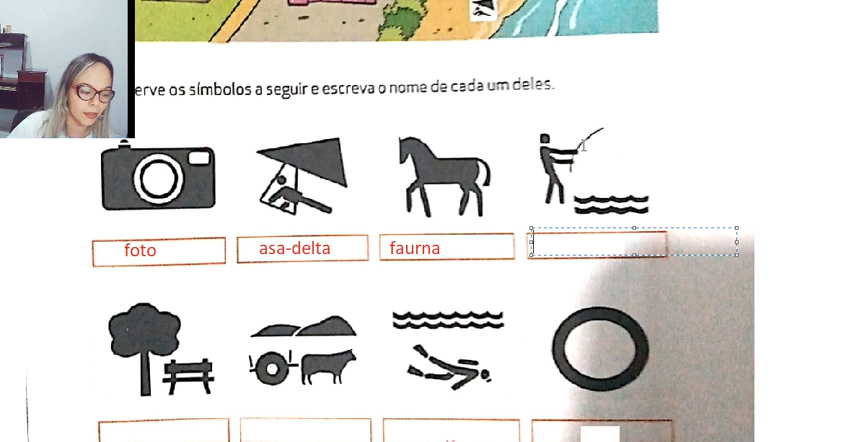 erve os símbolos a seguir e escreva o nome de cada um deles.
foto
asa-delta
faurna